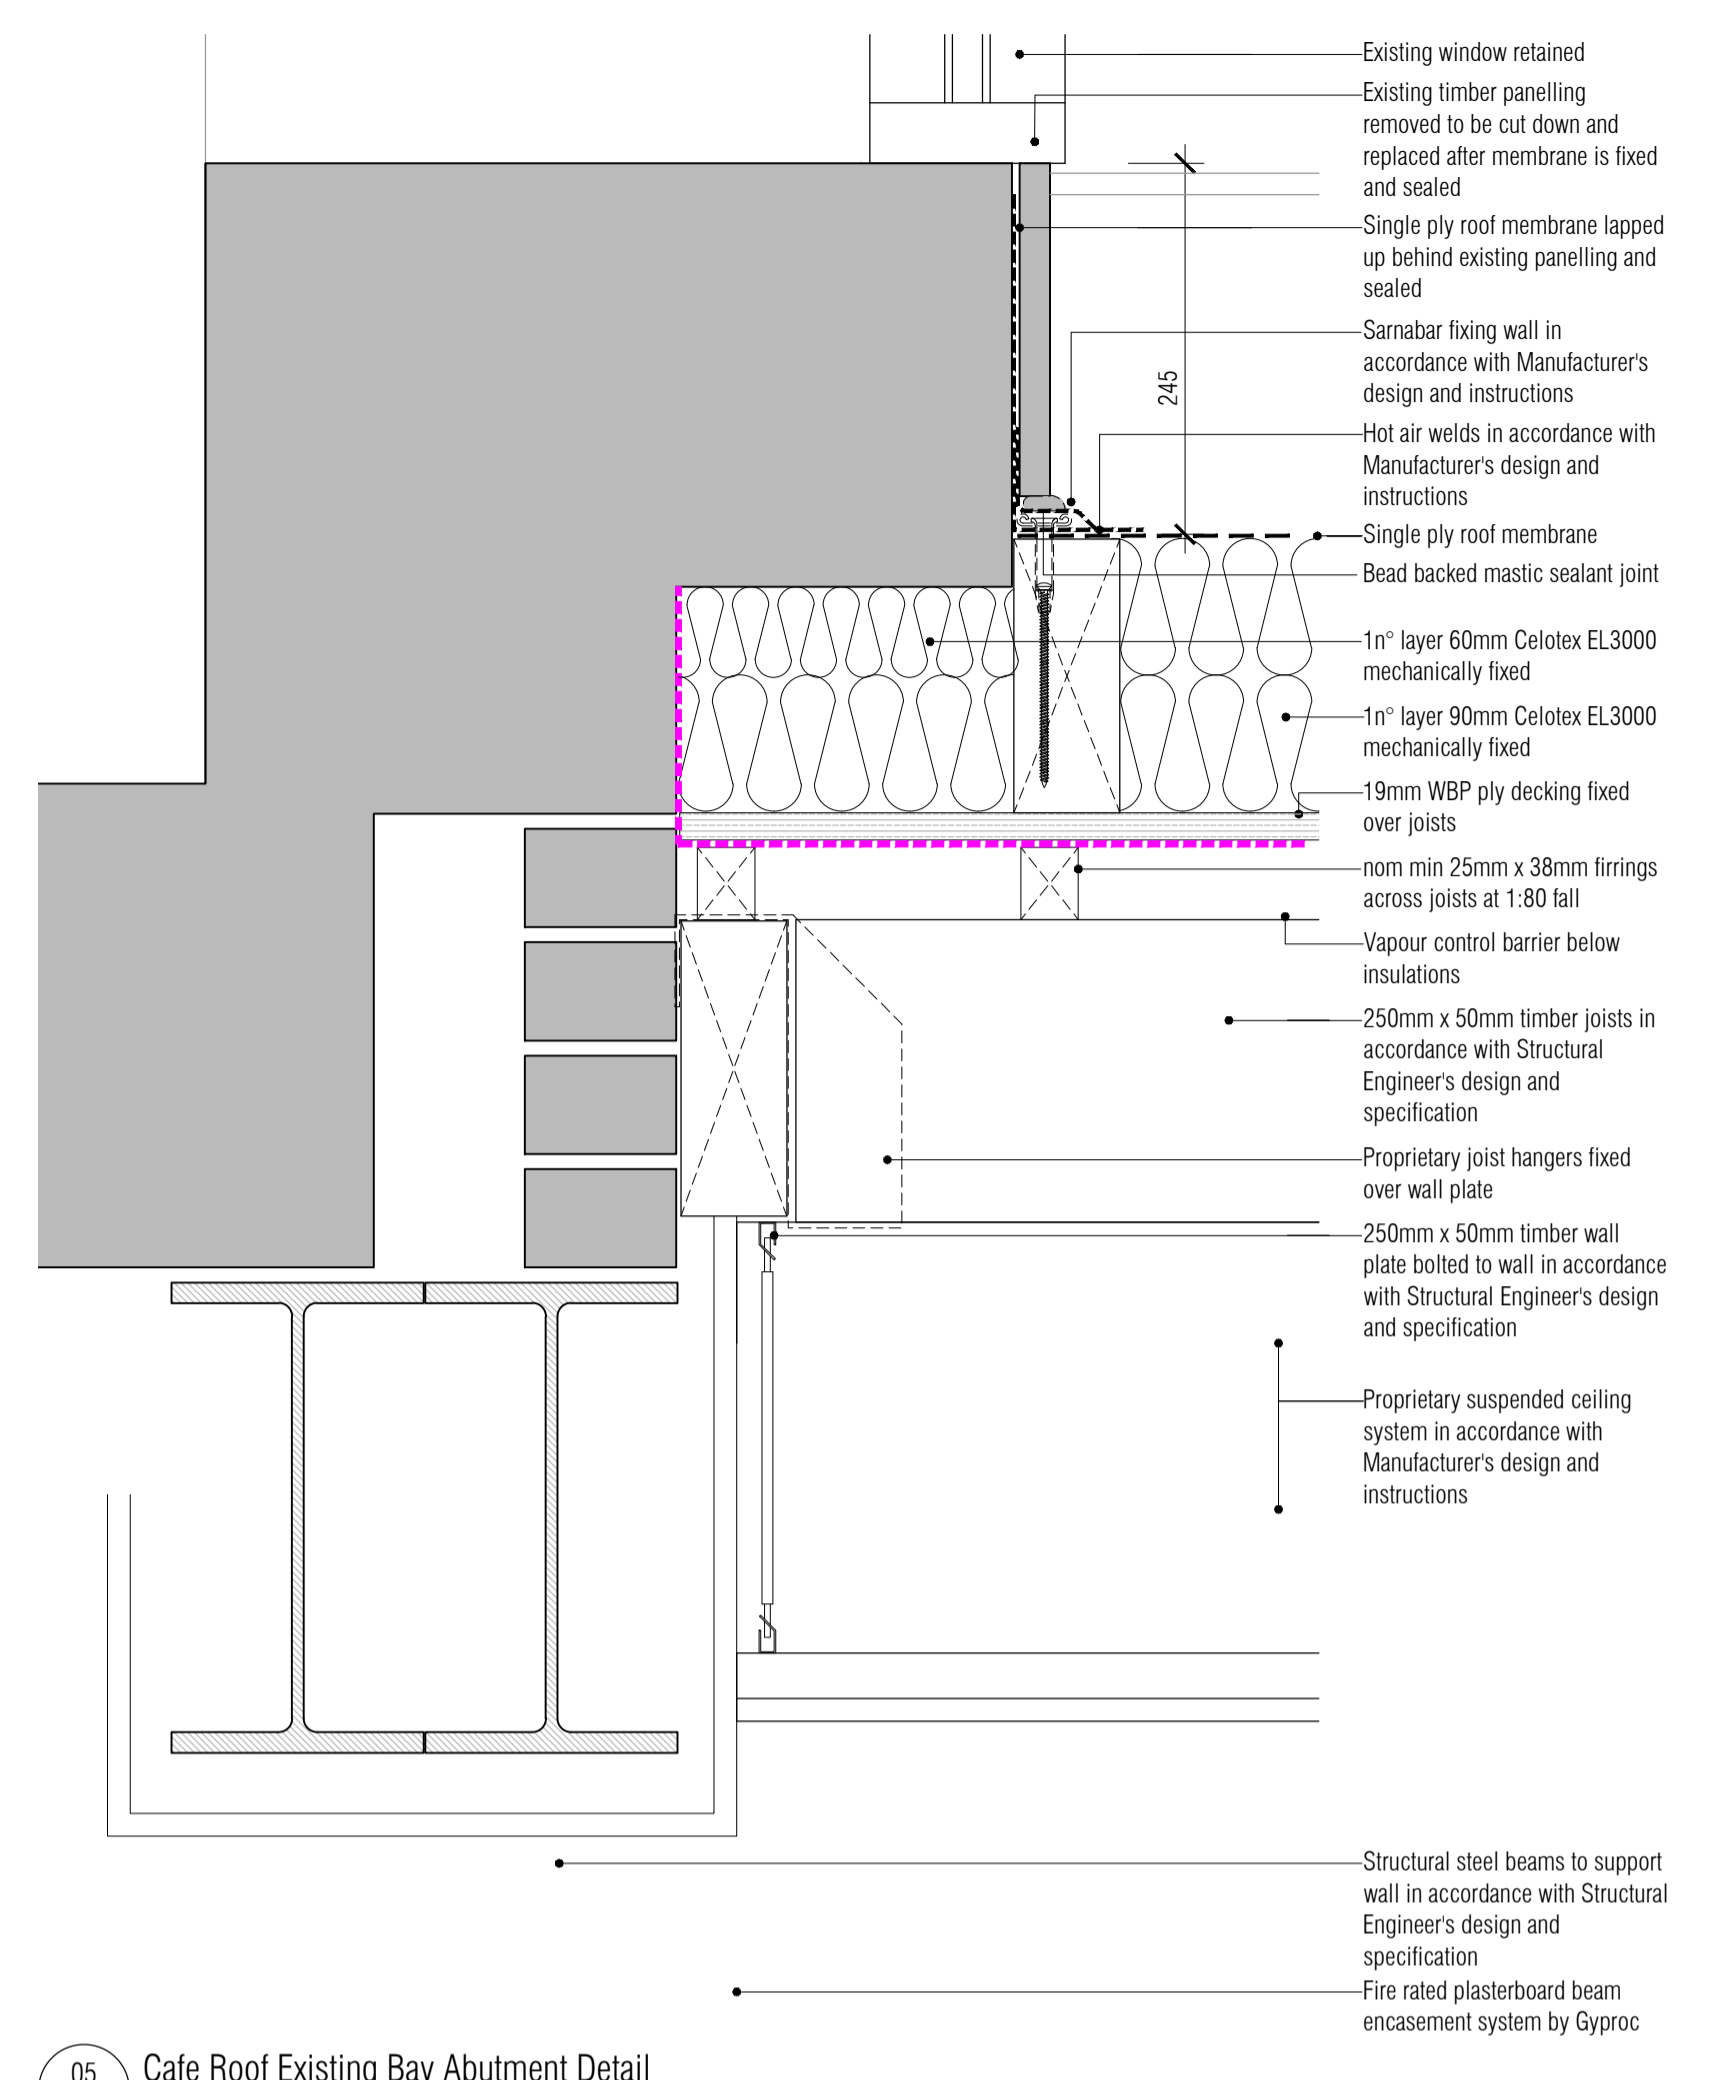 Existing window retained
Existing timber panelling
removed to be cut down and
replaced after membrane is fixed
and sealed
Single ply roof membrane lapped
up behind existing panelling and
sealed
Sarnabar fixing wall in
accordance with Manufacturer's
design and instructions
245
Hot air welds in accordance with
Manufacturer's design and
instructions
Single ply roof membrane
Bead backed mastic sealant joint
1n° layer 60mm Celotex EL3000
mechanically fixed
1n° layer 90mm Celotex EL3000
mechanically fixed
19mm WBP ply decking fixed
over joists
nom min 25mm x 38mm firrings
across joists at 1:80 fall
Vapour control barrier below
insulations
250mm x 50mm timber joists in
accordance with Structural
Engineer's design and
specification
Proprietary joist hangers fixed
over wall plate
250mm x 50mm timber wall
plate bolted to wall in accordance
with Structural Engineer's design
and specification
Proprietary suspended ceiling
system in accordance with
Manufacturer's design and
instructions
Structural steel beams to support
wall in accordance with Structural
Engineer's design and
specification
Fire rated plasterboard beam
encasement system by Gyproc
05
Cafe Roof Existing Bay Abutment Detail